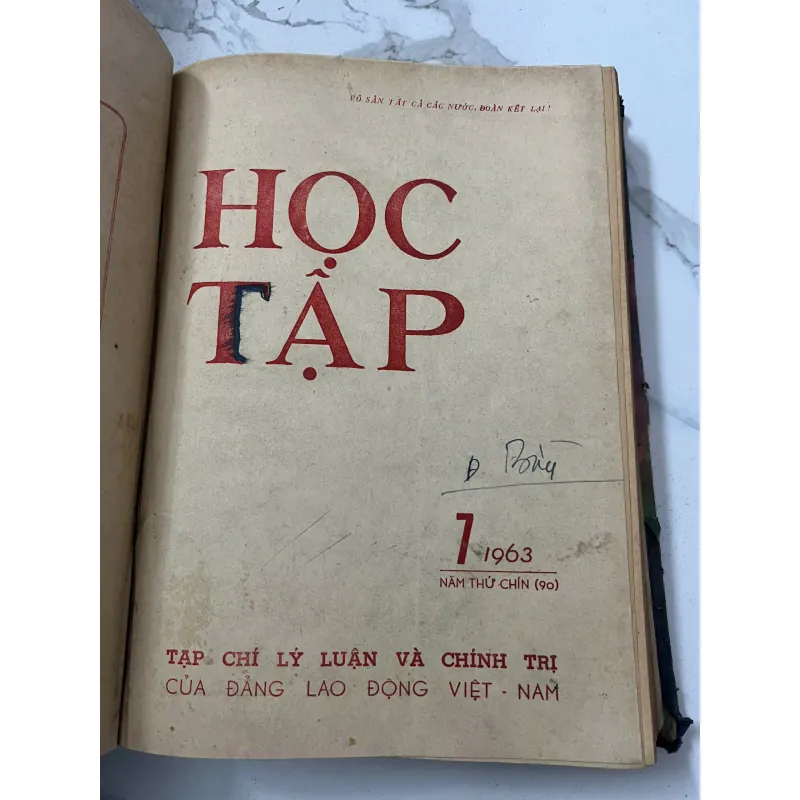 VÔ SẢN TẤT CẢ CÁC NƯỚC, ĐOÀN KẾT LẠI!
HỌC
TẬP
7 1963
NĂM THỨ CHÍN (90)
TẠP CHÍ LÝ LUẬN VÀ CHÍNH TRỊ
CỦA ĐẢNG LAO ĐỘNG VIỆT - NAM